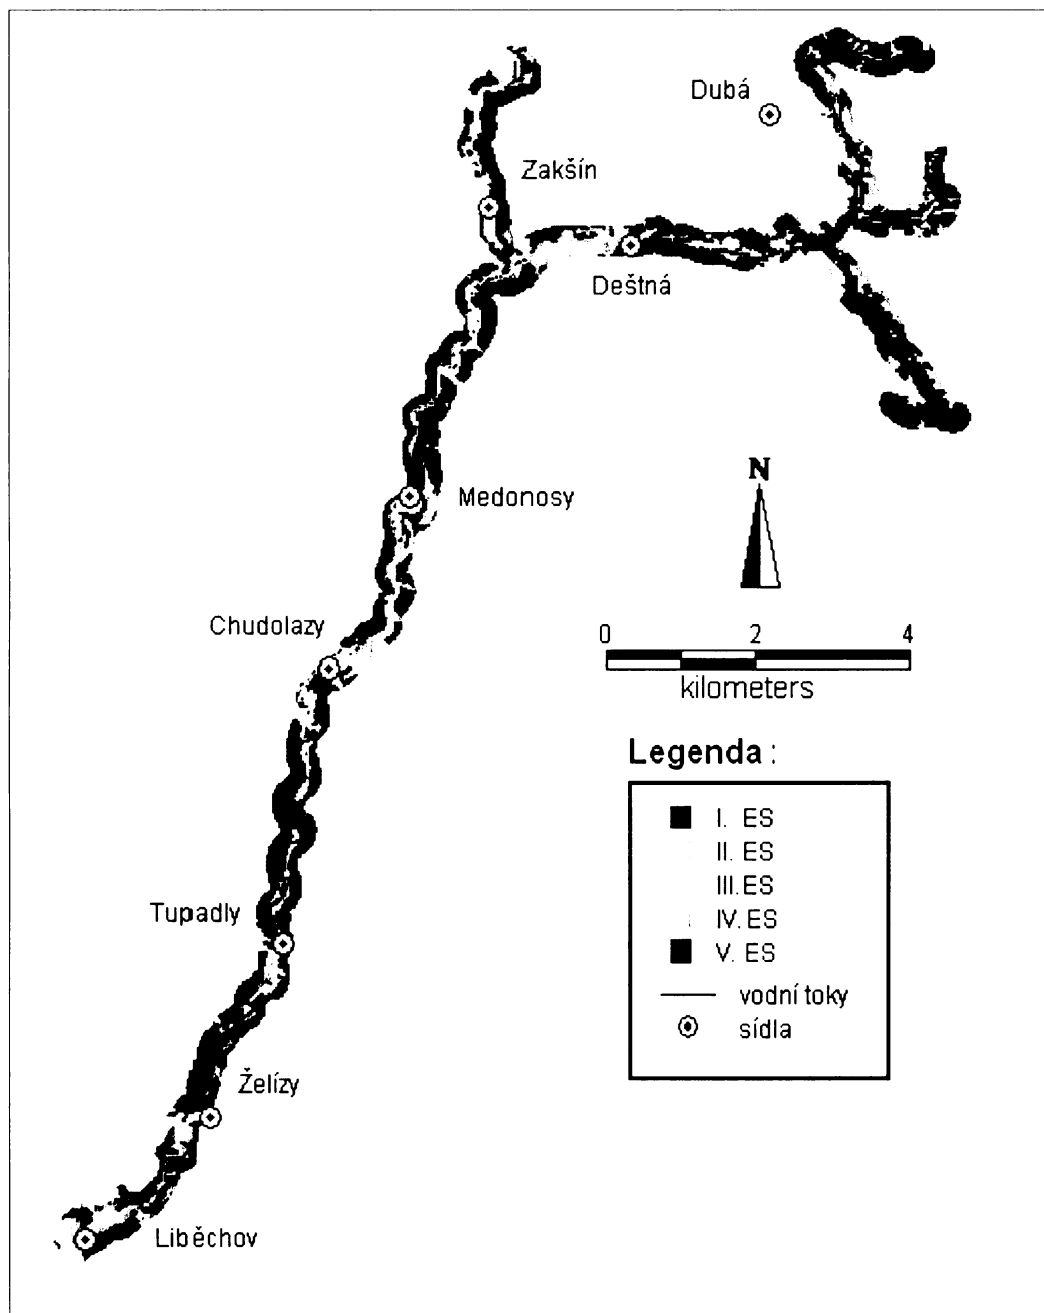 Dubá
Zakšín
Deštná
N
Medonosy
Chudolazy
0 2 4
kilometers
Legenda :
I. ES
II. ES
III. ES
IV. ES
V. ES
Tupadly
vodní toky
sídla
Želízy
Liběchov